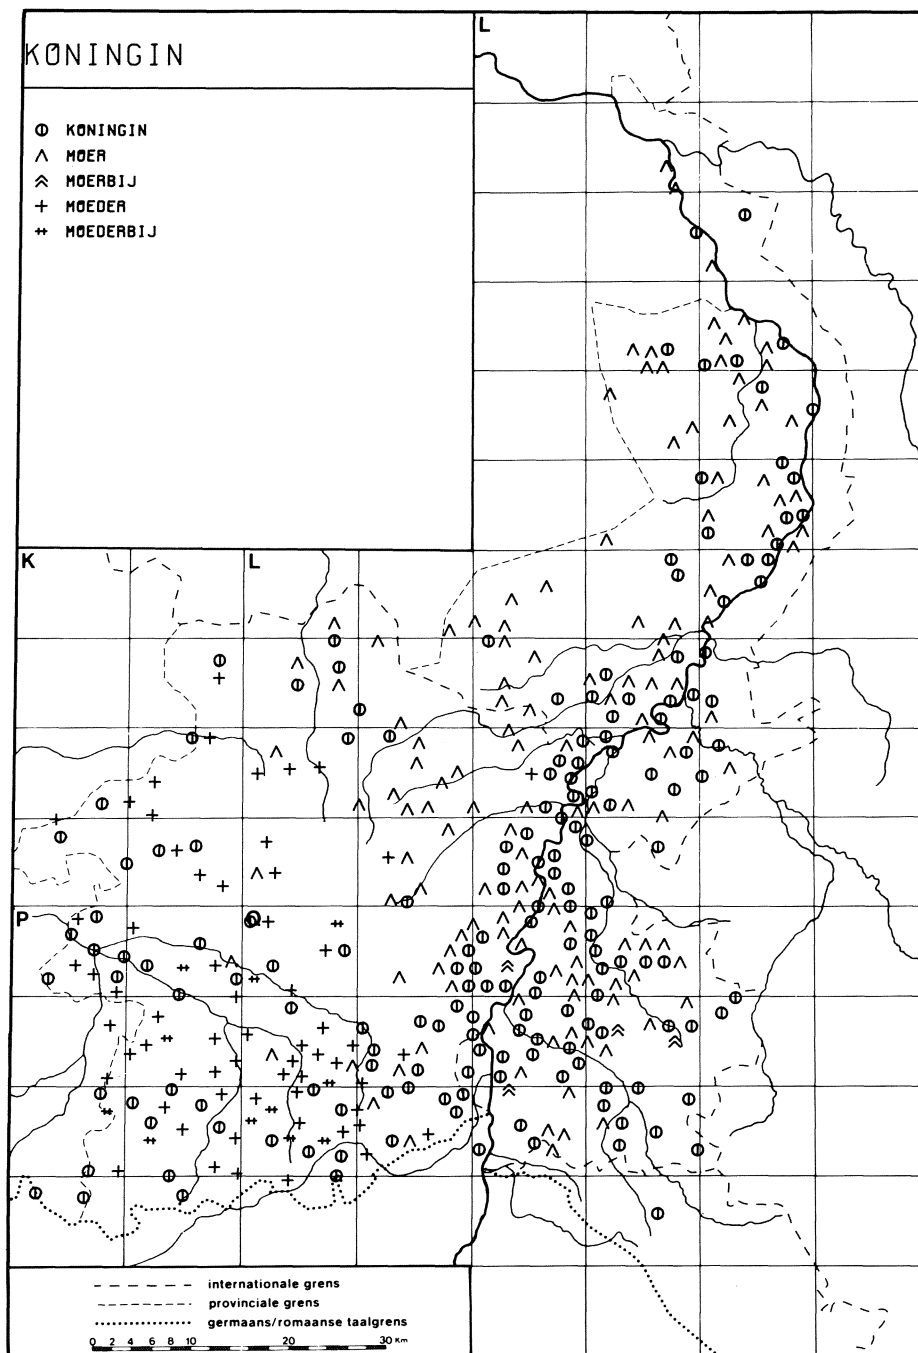 KONINGIN
L
KONINGIN
MOER
MOERBIJ
MOEDER
MOEDERBIJ
K
L
P
Q
internationale grens
provinciale grens
germaans/romaanse taalgrens
0 2 4 6 8 10 20 30 Km